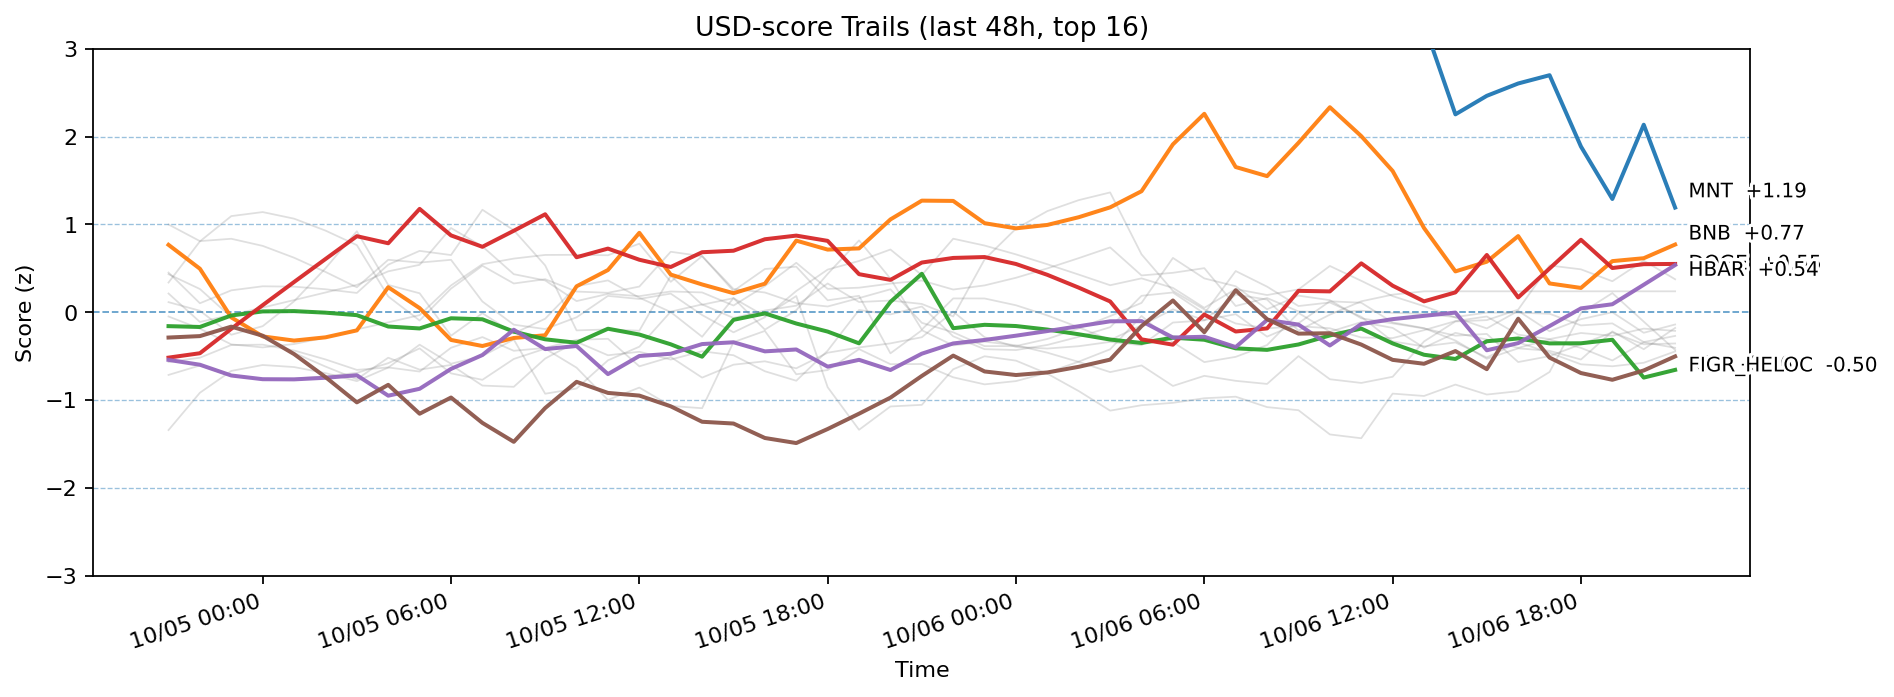 USD-score Trails (last 48h, top 16)
Score (z)
3
2
1
0
−1
−2
−3
MNT +1.19
BNB +0.77
HBAR +0.54
FIGR_HELOC -0.50
10/05 00:00
10/05 06:00
10/05 12:00
10/05 18:00
10/06 00:00
10/06 06:00
10/06 12:00
10/06 18:00
Time